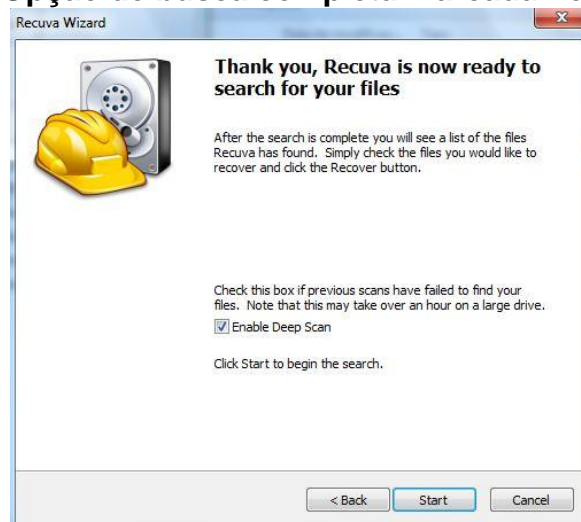 Recuva Wizard
Thank you, Recuva is now ready to
search for your files
After the search is complete you will see a list of the files
Recuva has found. Simply check the files you would like to
recover and click the Recover button.
Check this box if previous scans have failed to find your
files. Note that this may take over an hour on a large drive.
Enable Deep Scan
Click Start to begin the search.
< Back Start Cancel